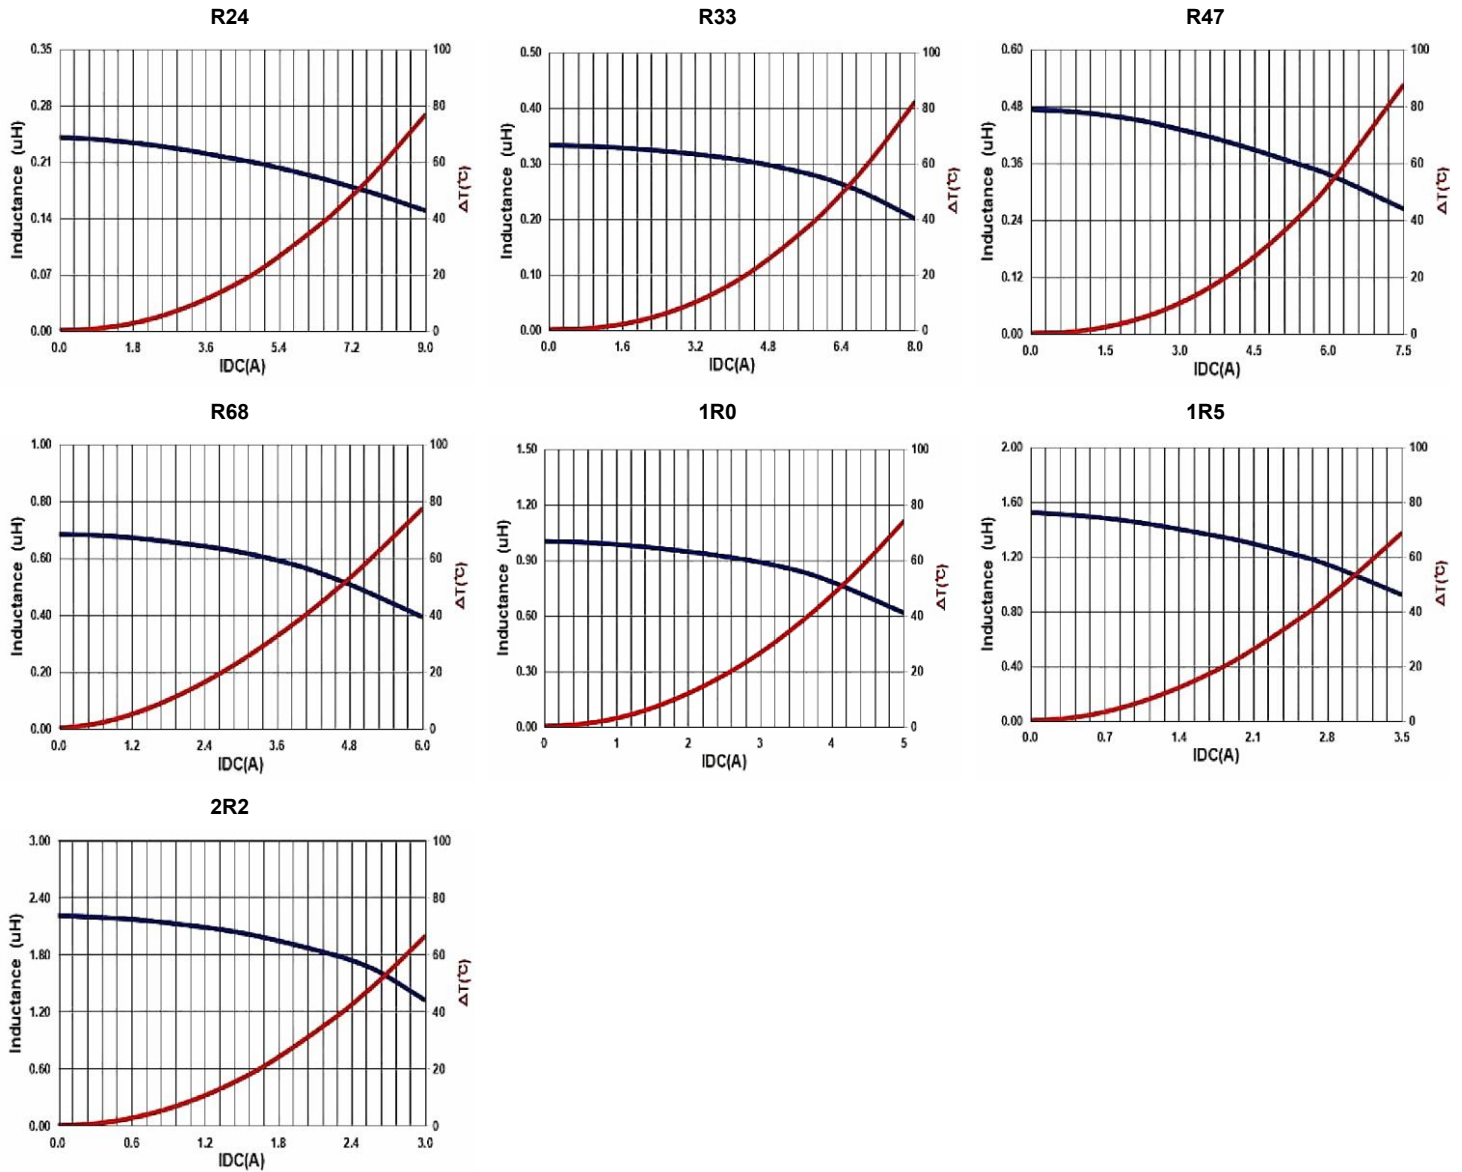 R24
R33
R47
0.35
0.28
0.21
0.14
0.07
0.00
Inductance (uH)
100
80
60
40
20
0
ΔT(℃)
0.0 1.8 3.6 5.4 7.2 9.0
IDC(A)
0.50
0.40
0.30
0.20
0.10
0.00
Inductance (uH)
100
80
60
40
20
0
ΔT(℃)
0.0 1.6 3.2 4.8 6.4 8.0
IDC(A)
0.60
0.48
0.36
0.24
0.12
0.00
Inductance (uH)
100
80
60
40
20
0
ΔT(℃)
0.0 1.5 3.0 4.5 6.0 7.5
IDC(A)
R68
1R0
1R5
1.00
0.80
0.60
0.40
0.20
0.00
Inductance (uH)
100
80
60
40
20
0
ΔT(℃)
0.0 1.2 2.4 3.6 4.8 6.0
IDC(A)
1.50
1.20
0.90
0.60
0.30
0.00
Inductance (uH)
100
80
60
40
20
0
ΔT(℃)
0 1 2 3 4 5
IDC(A)
2.00
1.60
1.20
0.80
0.40
0.00
Inductance (uH)
100
80
60
40
20
0
ΔT(℃)
0.0 0.7 1.4 2.1 2.8 3.5
IDC(A)
2R2
3.00
2.40
1.80
1.20
0.60
0.00
Inductance (uH)
100
80
60
40
20
0
ΔT(℃)
0.0 0.6 1.2 1.8 2.4 3.0
IDC(A)